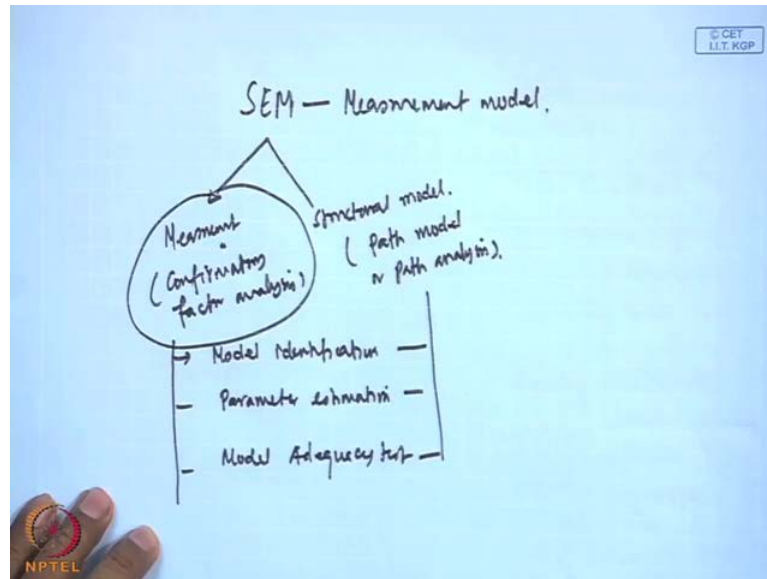 © CET
I.I.T. KGP
SEM — Measurement model.
Measment
(Confirmatory
factor analysis)
Structural model.
( Path model
or Path analysis).
→ Model Identification —
— Parameter estimation —
— Model Adequacy test —
NPTEL